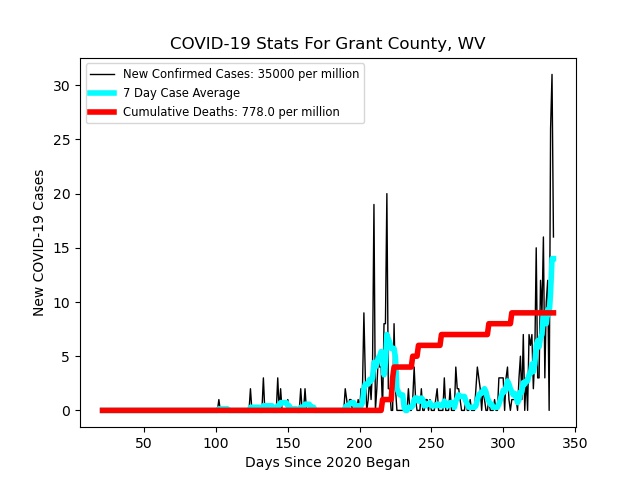 COVID-19 Stats For Grant County, WV
New Confirmed Cases: 35000 per million
7 Day Case Average
Cumulative Deaths: 778.0 per million
New COVID-19 Cases
30
25
20
15
10
5
0
50 100 150 200 250 300 350
Days Since 2020 Began